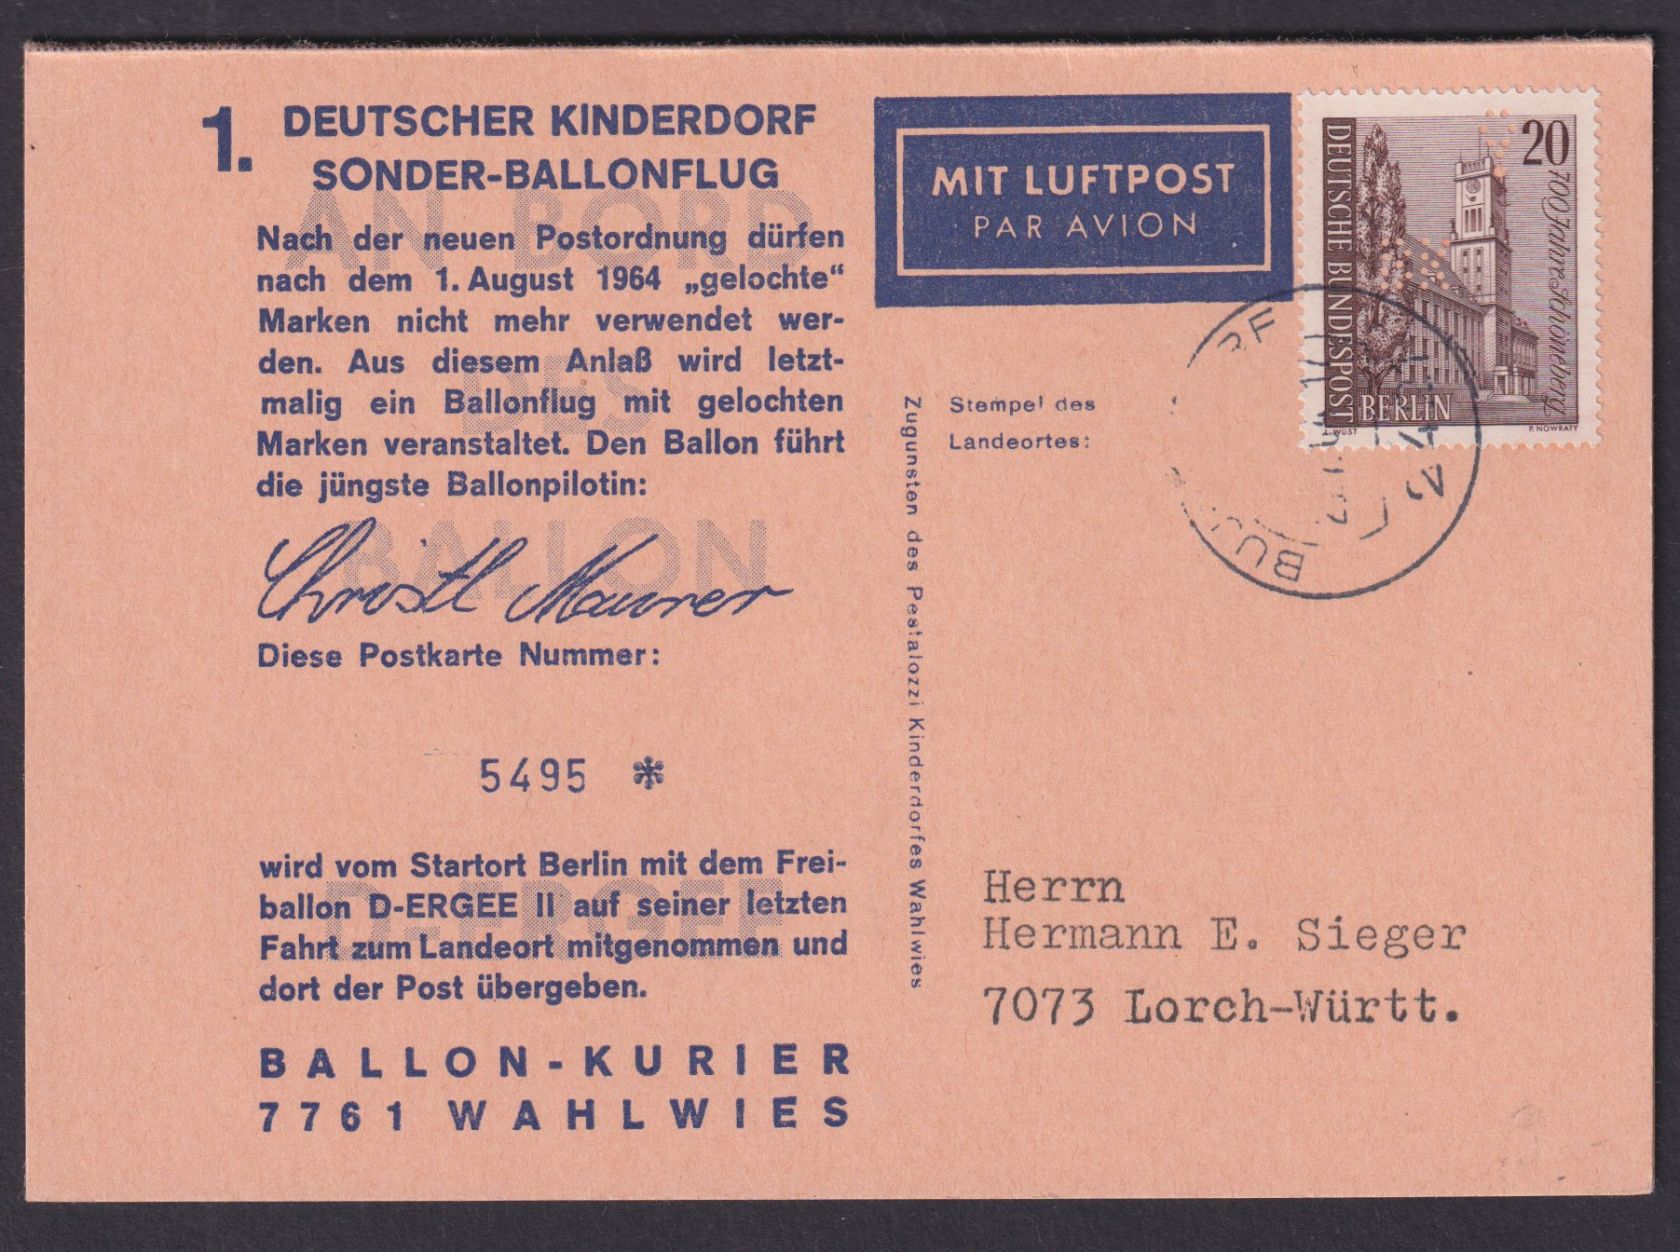 1. DEUTSCHER KINDERDORF
SONDER-BALLONFLUG
AN BORD
DES
BALLON
D-ERGEE
Nach der neuen Postordnung dürfen
nach dem 1. August 1964 „gelochte“
Marken nicht mehr verwendet wer-
den. Aus diesem Anlaß wird letzt-
malig ein Ballonflug mit gelochten
Marken veranstaltet. Den Ballon führt
die jüngste Ballonpilotin:
Christl Maurer
Diese Postkarte Nummer:
5495 *
wird vom Startort Berlin mit dem Frei-
ballon D-ERGEE II auf seiner letzten
Fahrt zum Landeort mitgenommen und
dort der Post übergeben.
BALLON-KURIER
7761 WAHLWIES
Zugunsten des Pestalozzi Kinderdorfes Wahlwies
MIT LUFTPOST
PAR AVION
Stempel des
Landeortes:
20
DEUTSCHE BUNDESPOST
BERLIN
700 Jahre Schöneberg
L.WÜST
P. NOWRATY
Herrn
Hermann E. Sieger
7073 Lorch-Württ.